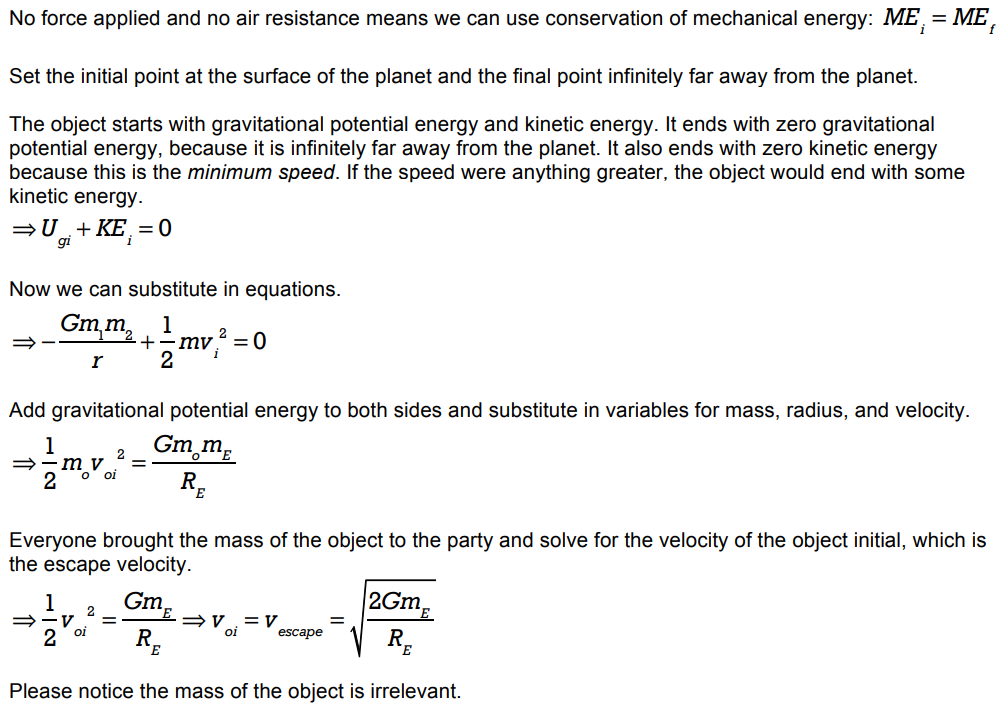 No force applied and no air resistance means we can use conservation of mechanical energy: ME_i = ME_f
Set the initial point at the surface of the planet and the final point infinitely far away from the planet.
The object starts with gravitational potential energy and kinetic energy. It ends with zero gravitational
potential energy, because it is infinitely far away from the planet. It also ends with zero kinetic energy
because this is the minimum speed. If the speed were anything greater, the object would end with some
kinetic energy.
⇒ U_gi + KE_i = 0
Now we can substitute in equations.
⇒ -\frac{Gm_1m_2}{r} + \frac{1}{2}mv_i^2 = 0
Add gravitational potential energy to both sides and substitute in variables for mass, radius, and velocity.
⇒ \frac{1}{2}m_ov_{oi}^2 = \frac{Gm_om_E}{R_E}
Everyone brought the mass of the object to the party and solve for the velocity of the object initial, which is
the escape velocity.
⇒ \frac{1}{2}v_{oi}^2 = \frac{Gm_E}{R_E} ⇒ v_{oi} = v_{escape} = \sqrt{\frac{2Gm_E}{R_E}}
Please notice the mass of the object is irrelevant.